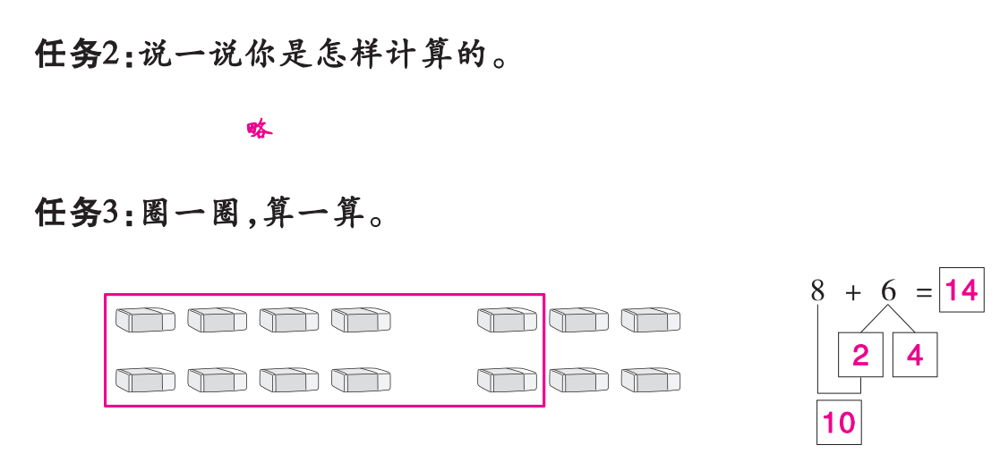 任务2:说一说你是怎样计算的。
略
任务3:圈一圈,算一算。
8 + 6 = 14
2 4
10